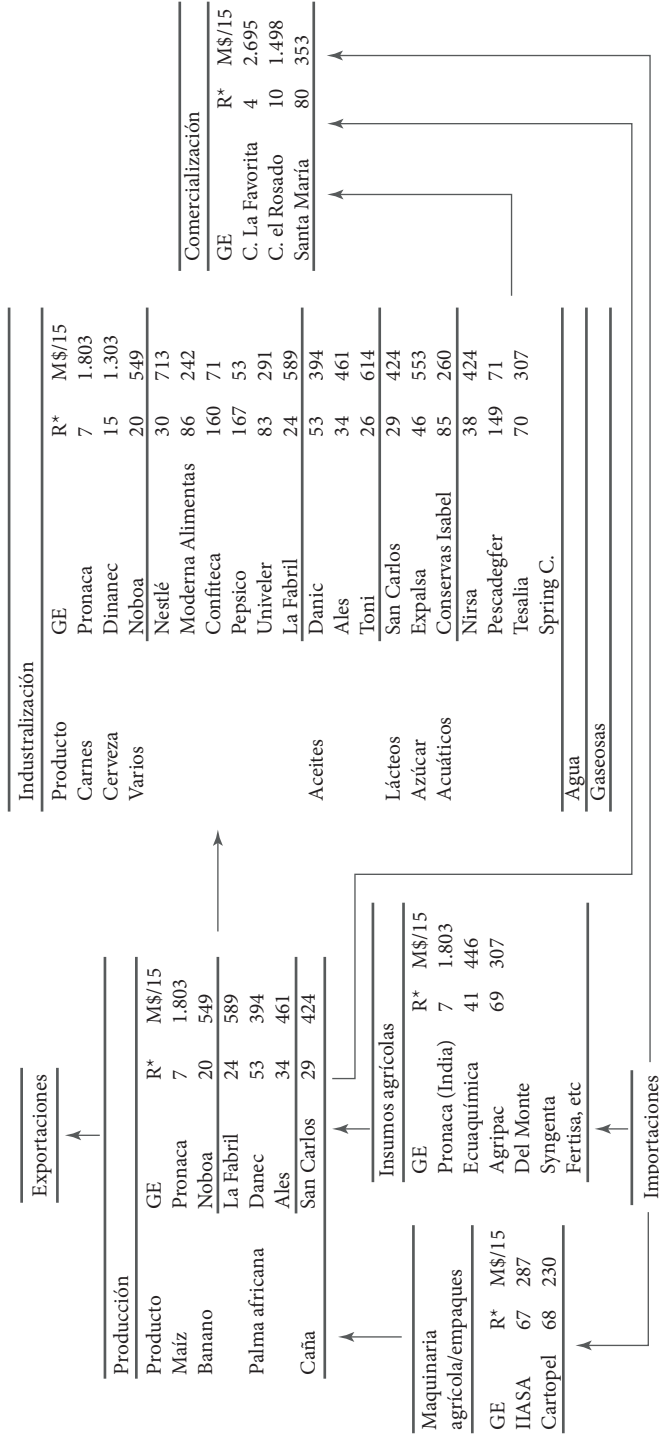 Exportaciones
Producción
Producto GE R* M$/15
Maíz Pronaca 7 1.803
Banano Noboa 20 549
La Fabril 24 589
Palma africana Danec 53 394
Ales 34 461
Caña San Carlos 29 424
Maquinaria
agrícola/empaques
GE R* M$/15
IIASA 67 287
Cartopel 68 230
Insumos agrícolas
GE R* M$/15
Pronaca (India) 7 1.803
Ecuaquímica 41 446
Agripac 69 307
Del Monte
Syngenta
Fertisa, etc
Importaciones
Industralización
Producto GE R* M$/15
Carnes Pronaca 7 1.803
Cerveza Dinanec 15 1.303
Varios Noboa 20 549
Nestlé 30 713
Moderna Alimentas 86 242
Confiteca 160 71
Pepsico 167 53
Univeler 83 291
La Fabril 24 589
Aceites Danic 53 394
Ales 34 461
Toni 26 614
Lácteos San Carlos 29 424
Azúcar Expalsa 46 553
Acuáticos Conservas Isabel 85 260
Nirsa 38 424
Pescadegfer 149 71
Tesalia 70 307
Spring C.
Agua
Gaseosas
Comercialización
GE R* M$/15
C. La Favorita 4 2.695
C. el Rosado 10 1.498
Santa María 80 353